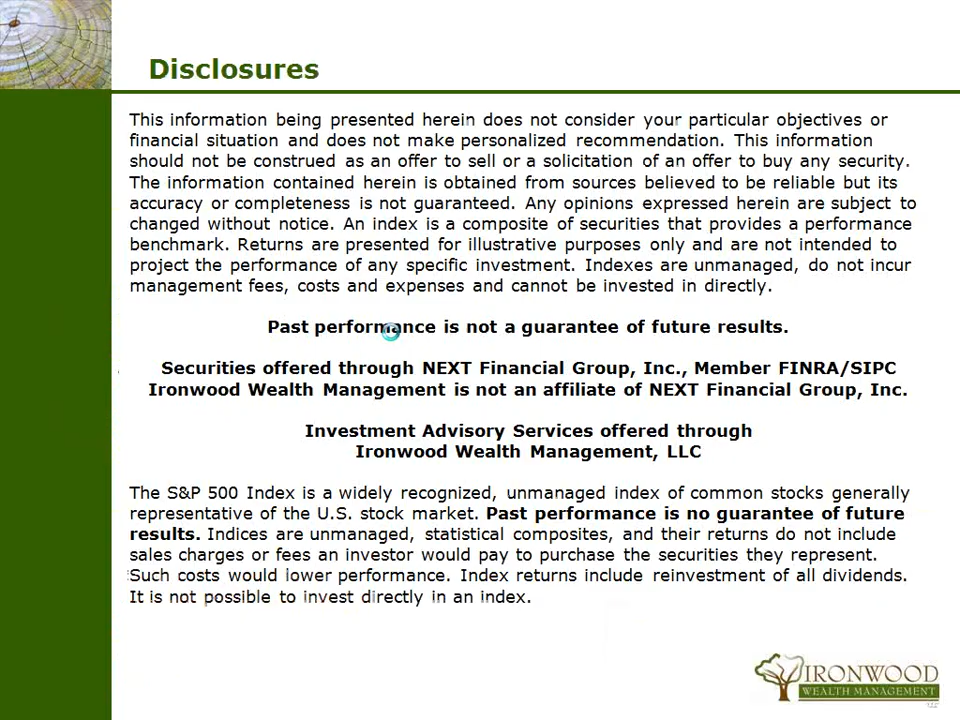 Disclosures
This information being presented herein does not consider your particular objectives or
financial situation and does not make personalized recommendation. This information
should not be construed as an offer to sell or a solicitation of an offer to buy any security.
The information contained herein is obtained from sources believed to be reliable but its
accuracy or completeness is not guaranteed. Any opinions expressed herein are subject to
changed without notice. An index is a composite of securities that provides a performance
benchmark. Returns are presented for illustrative purposes only and are not intended to
project the performance of any specific investment. Indexes are unmanaged, do not incur
management fees, costs and expenses and cannot be invested in directly.
Past performance is not a guarantee of future results.
Securities offered through NEXT Financial Group, Inc., Member FINRA/SIPC
Ironwood Wealth Management is not an affiliate of NEXT Financial Group, Inc.
Investment Advisory Services offered through
Ironwood Wealth Management, LLC
The S&P 500 Index is a widely recognized, unmanaged index of common stocks generally
representative of the U.S. stock market. Past performance is no guarantee of future
results. Indices are unmanaged, statistical composites, and their returns do not include
sales charges or fees an investor would pay to purchase the securities they represent.
Such costs would lower performance. Index returns include reinvestment of all dividends.
It is not possible to invest directly in an index.
IRONWOOD
WEALTH MANAGEMENT